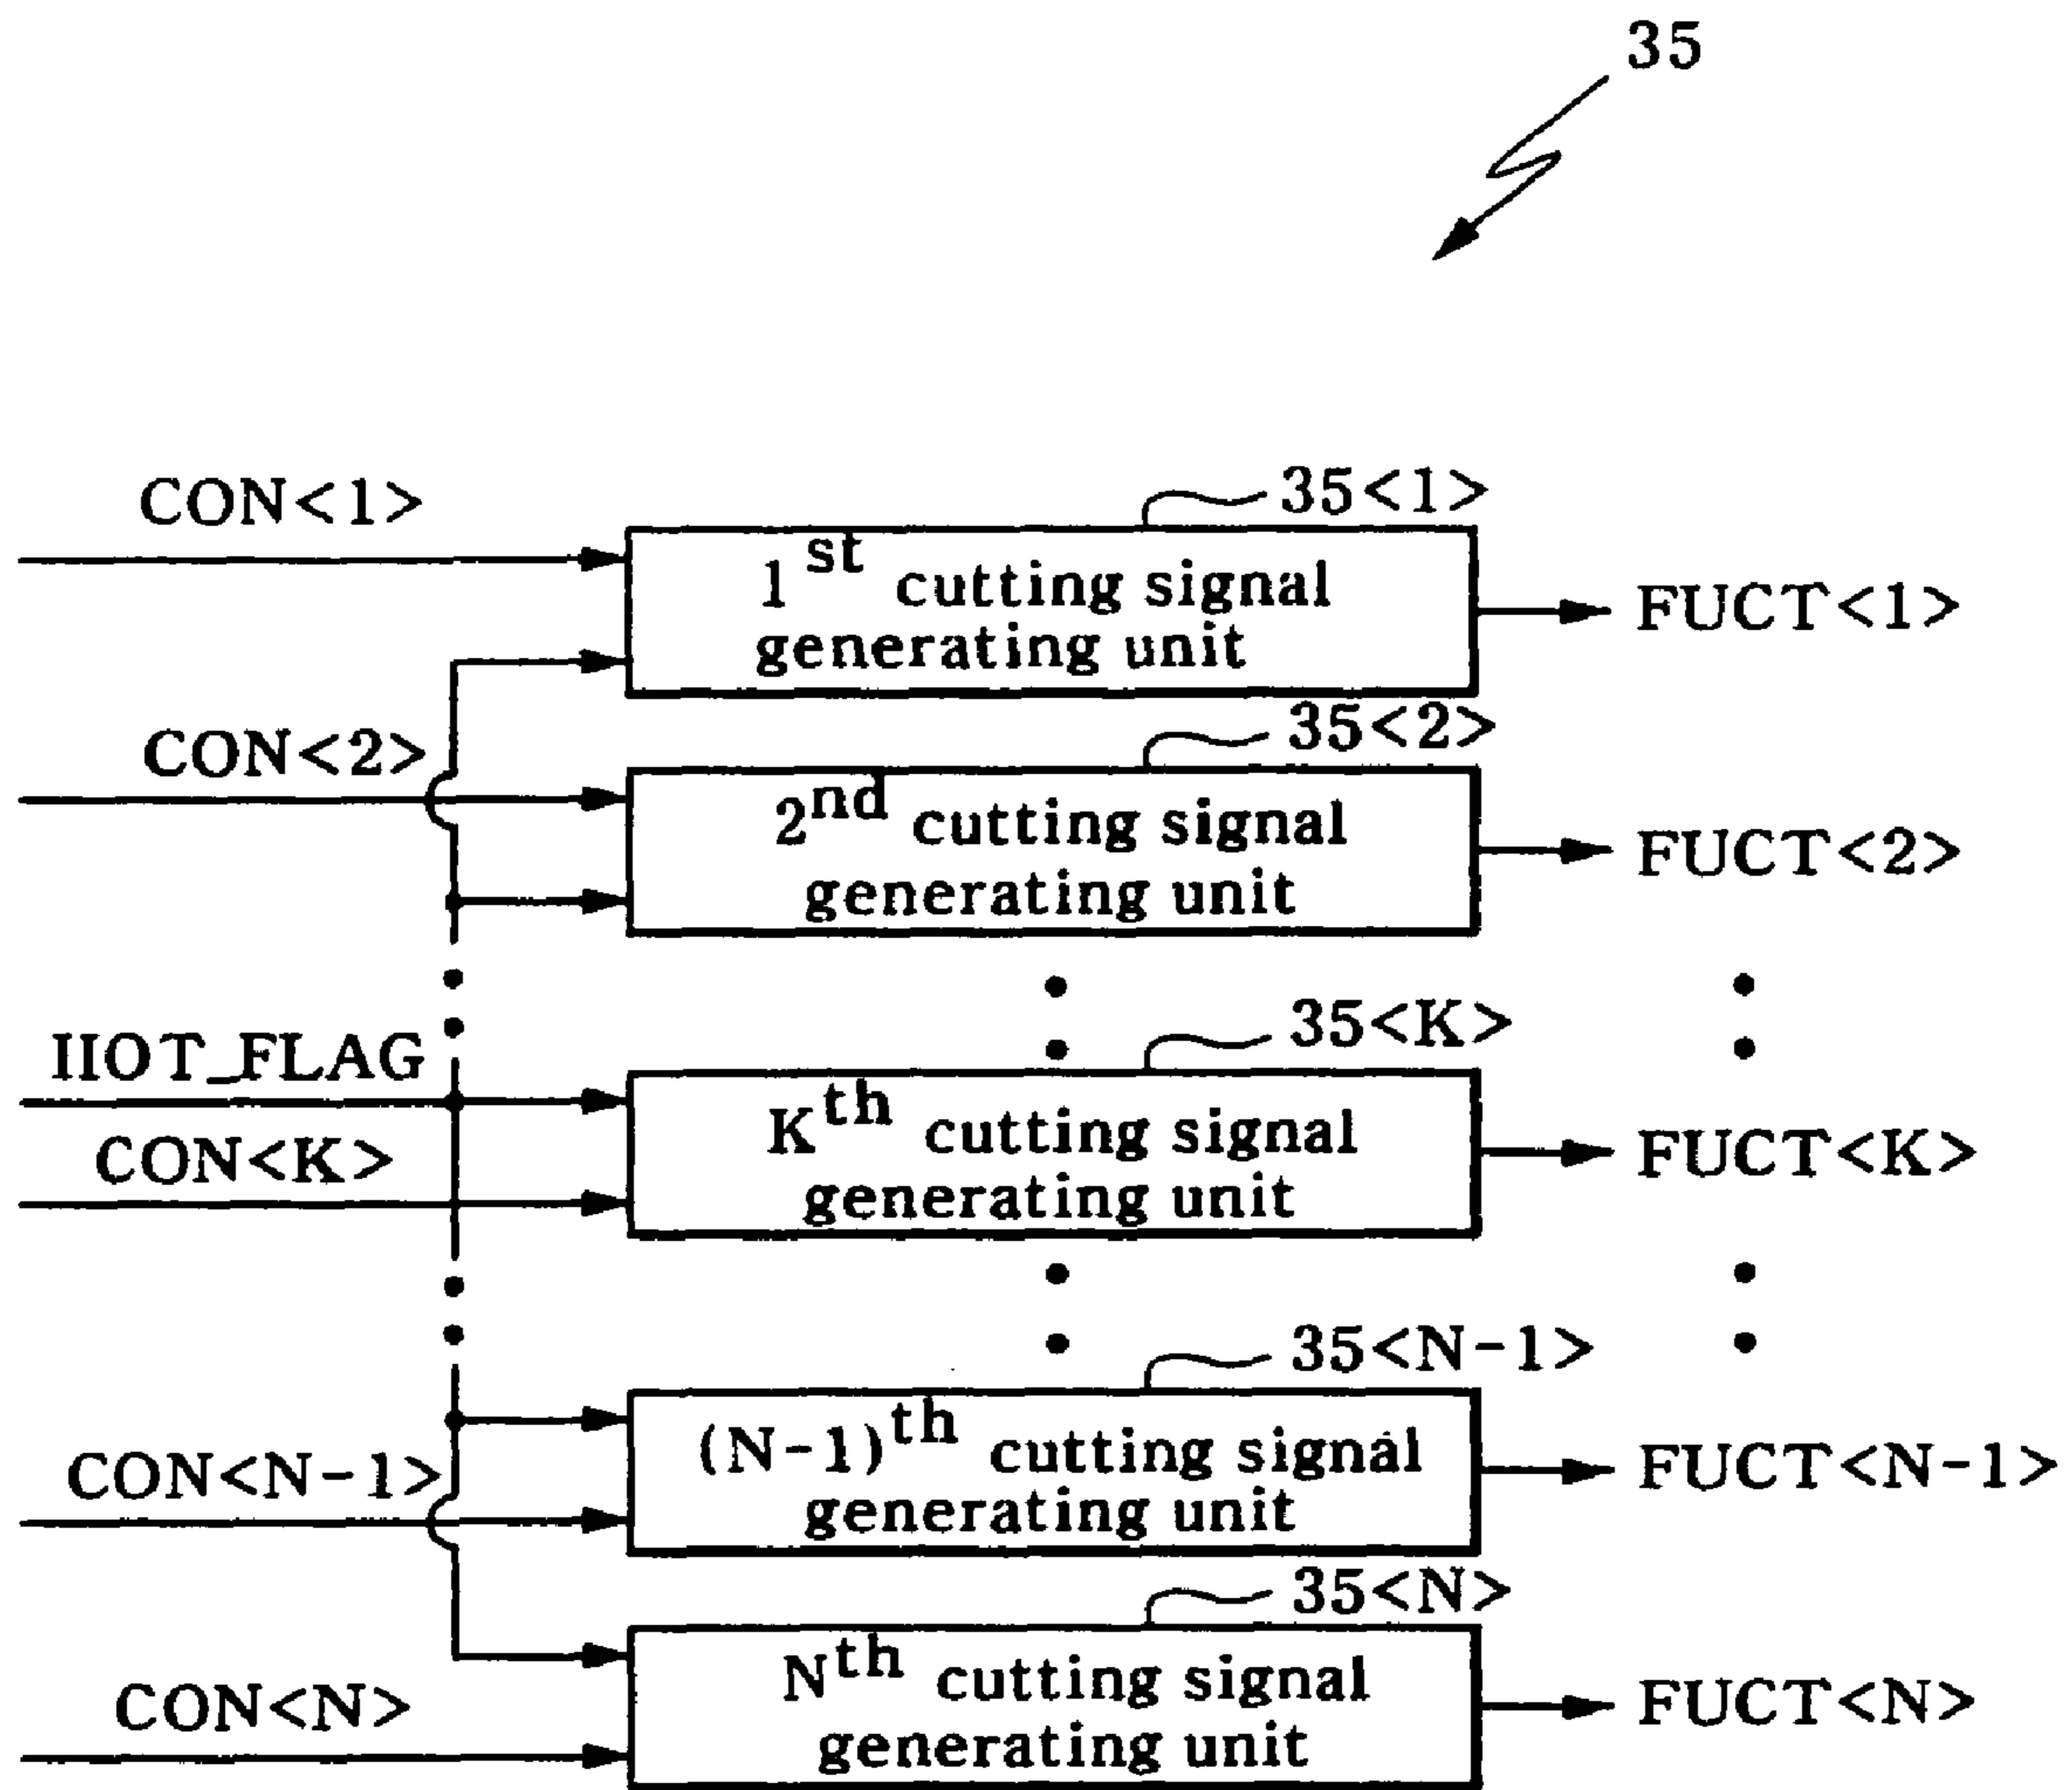 35
CON<1>
35<1>
1st cutting signal
generating unit
FUCT<1>
CON<2>
35<2>
2nd cutting signal
generating unit
FUCT<2>
IIOT_FLAG
35<K>
Kth cutting signal
generating unit
FUCT<K>
CON<K>
35<N-1>
(N-1)th cutting signal
generating unit
FUCT<N-1>
CON<N-1>
35<N>
Nth cutting signal
generating unit
FUCT<N>
CON<N>